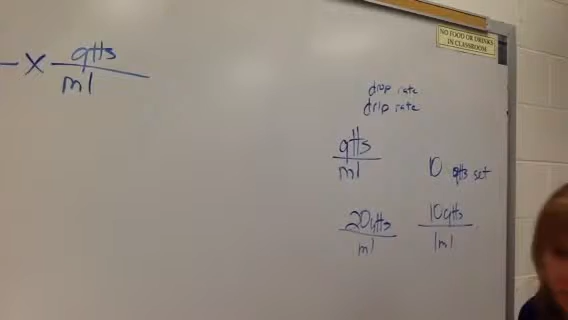 x gtts
ml
NO FOOD OR DRINKS
IN CLASSROOM
drop rate
drip rate
gtts
ml
10 gtts set
20gtts
ml
10gtts
1ml